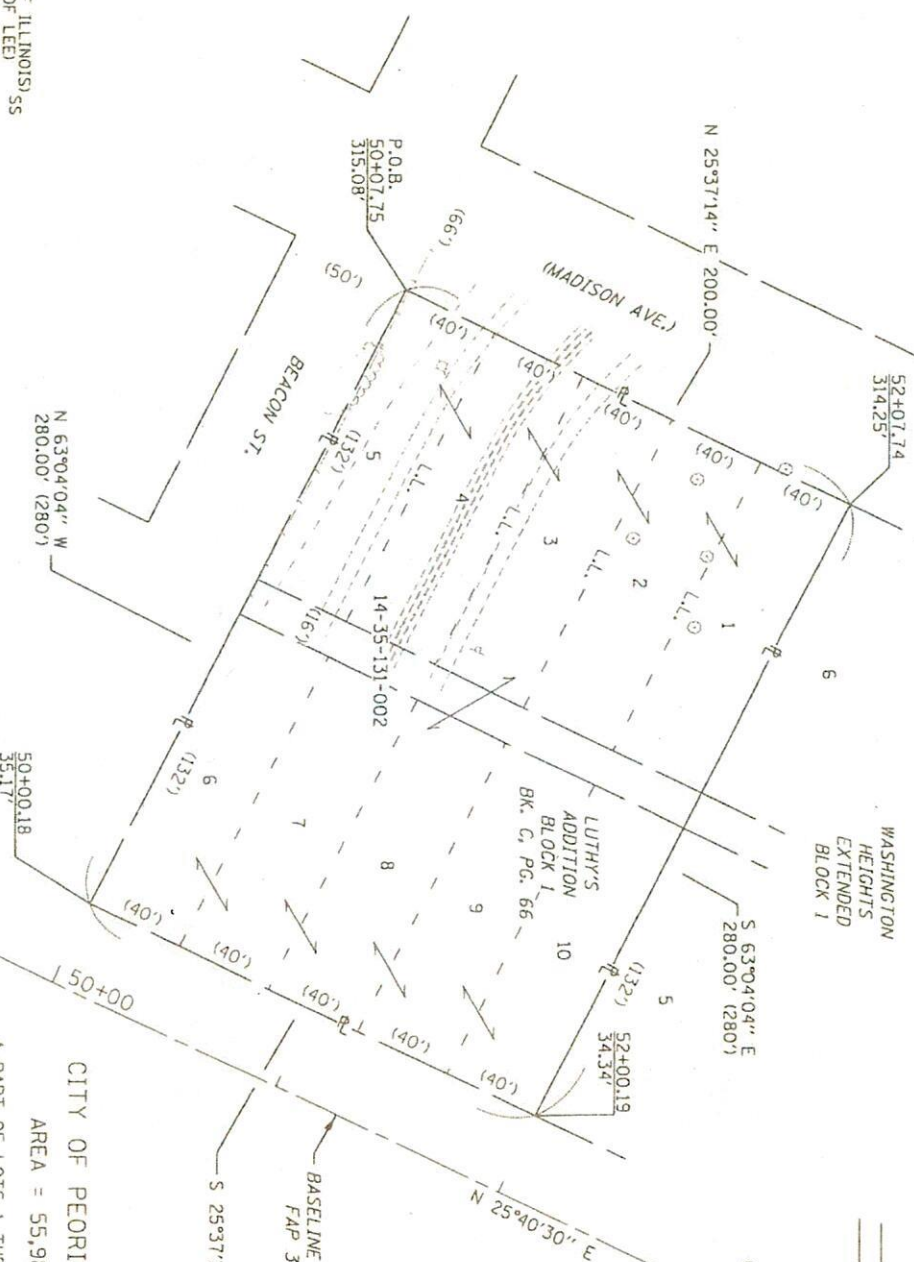 ILLINOIS) SS
OF LEE)
N 25°37'14" E 200.00'
52+07.74
314.25'
P.O.B.
50+07.75
315.08'
(66')
(50')
(MADISON AVE.)
BEACON ST.
N 63°04'04" W
280.00' (280')
(40')
(40')
(40')
(40')
(40')
5
4
3
2
1
6
L.L.
L.L.
L.L.
L.L.
(132')
(16')
14-35-131-002
WASHINGTON
HEIGHTS
EXTENDED
BLOCK 1
S 63°04'04" E
280.00' (280')
LUTHY'S
ADDITION
BLOCK 1
BK. C, PG. 66
(132')
6
7
8
9
10
5
(132')
(40')
(40')
(40')
(40')
(40')
50+00.18
35.17'
52+00.19
34.34'
50+00
N 25°40'30" E
BASELINE
FAP 3
S 25°37'
CITY OF PEORI
AREA = 55,9
A PART OF LOTS 1